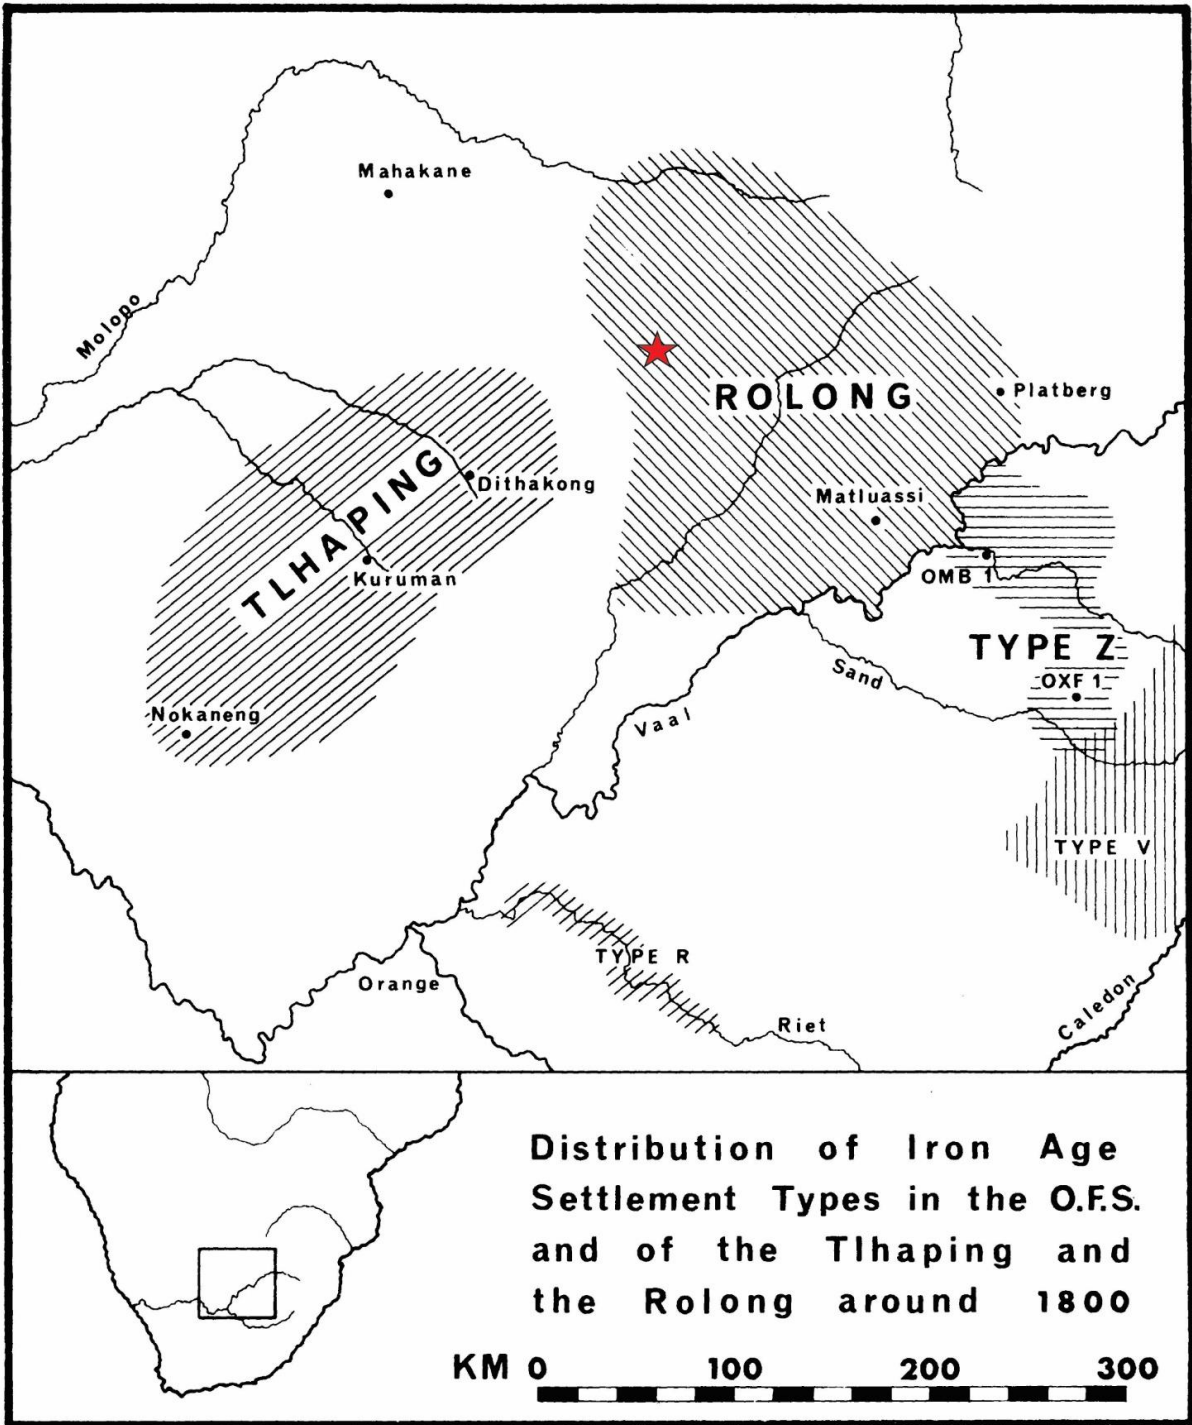 Mahakane
Molopo
ROLONG
Platberg
TLHAPING
Dithakong
Matluassi
Kuruman
OMB 1
TYPE Z
Sand
OXF 1
Nokaneng
Vaal
TYPE V
TYPE R
Orange
Riet
Caledon
Distribution of Iron Age
Settlement Types in the O.F.S.
and of the Tlhaping and
the Rolong around 1800
KM 0 100 200 300